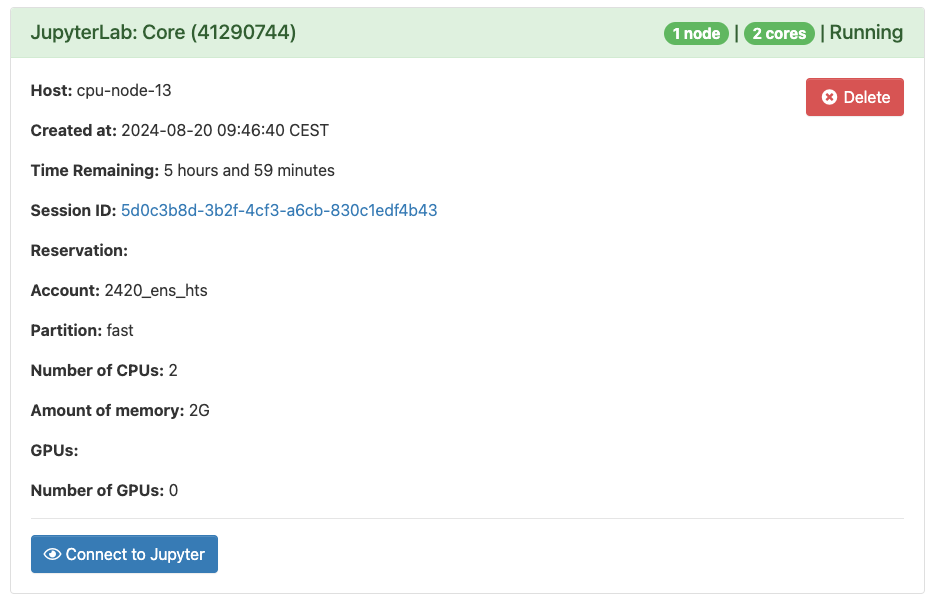 JupyterLab: Core (41290744)
1 node | 2 cores | Running
Host: cpu-node-13
Delete
Created at: 2024-08-20 09:46:40 CEST
Time Remaining: 5 hours and 59 minutes
Session ID: 5d0c3b8d-3b2f-4cf3-a6cb-830c1edf4b43
Reservation:
Account: 2420_ens_hts
Partition: fast
Number of CPUs: 2
Amount of memory: 2G
GPUs:
Number of GPUs: 0
Connect to Jupyter